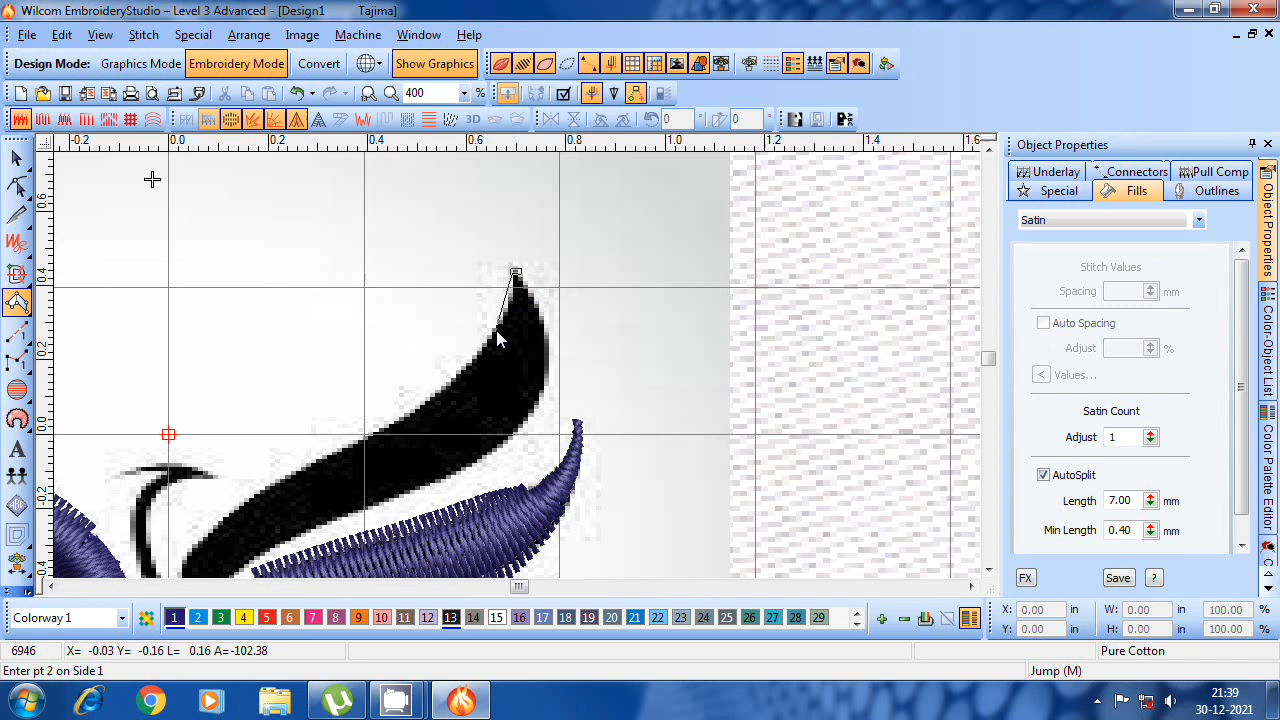 Wilcom EmbroideryStudio – Level 3 Advanced - [Design1 Tajima]
File Edit View Stitch Special Arrange Image Machine Window Help
Design Mode: Graphics Mode Embroidery Mode Convert Show Graphics
400 %
3D 0 ° 0 °
-0.2 0.0 0.2 0.4 0.6 0.8 1.0 1.2 1.4 1.6
Object Properties
Underlay Connectors Pull Comp
Special Fills Outlines
Satin
Stitch Values
Spacing mm
Auto Spacing
Adjust %
< Values...
Satin Count
Adjust 1
AutoSplit
Length 7.00 mm
Min Length 0.40 mm
FX Save ?
Object Properties
Color-Object List
Color Palette Editor
Colorway 1 1 2 3 4 5 6 7 8 9 10 11 12 13 14 15 16 17 18 19 20 21 22 23 24 25 26 27 28 29
X: 0.00 in W: 0.00 in 100.00 %
Y: 0.00 in H: 0.00 in 100.00 %
6946 X= -0.03 Y= -0.16 L= 0.16 A=-102.38 Pure Cotton
Enter pt 2 on Side 1 Jump (M)
21:39
30-12-2021